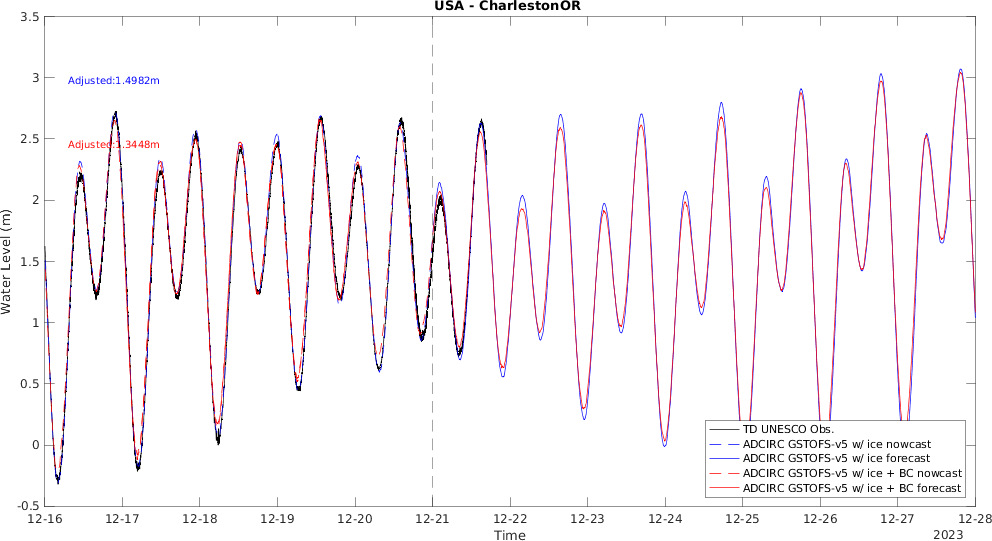 USA - CharlestonOR
3.5
3
2.5
2
1.5
1
0.5
0
-0.5
Water Level (m)
Adjusted:1.4982m
Adjusted:1.3448m
TD UNESCO Obs.
ADCIRC GSTOFS-v5 w/ ice nowcast
ADCIRC GSTOFS-v5 w/ ice forecast
ADCIRC GSTOFS-v5 w/ ice + BC nowcast
ADCIRC GSTOFS-v5 w/ ice + BC forecast
12-16 12-17 12-18 12-19 12-20 12-21 12-22 12-23 12-24 12-25 12-26 12-27 12-28
Time
2023